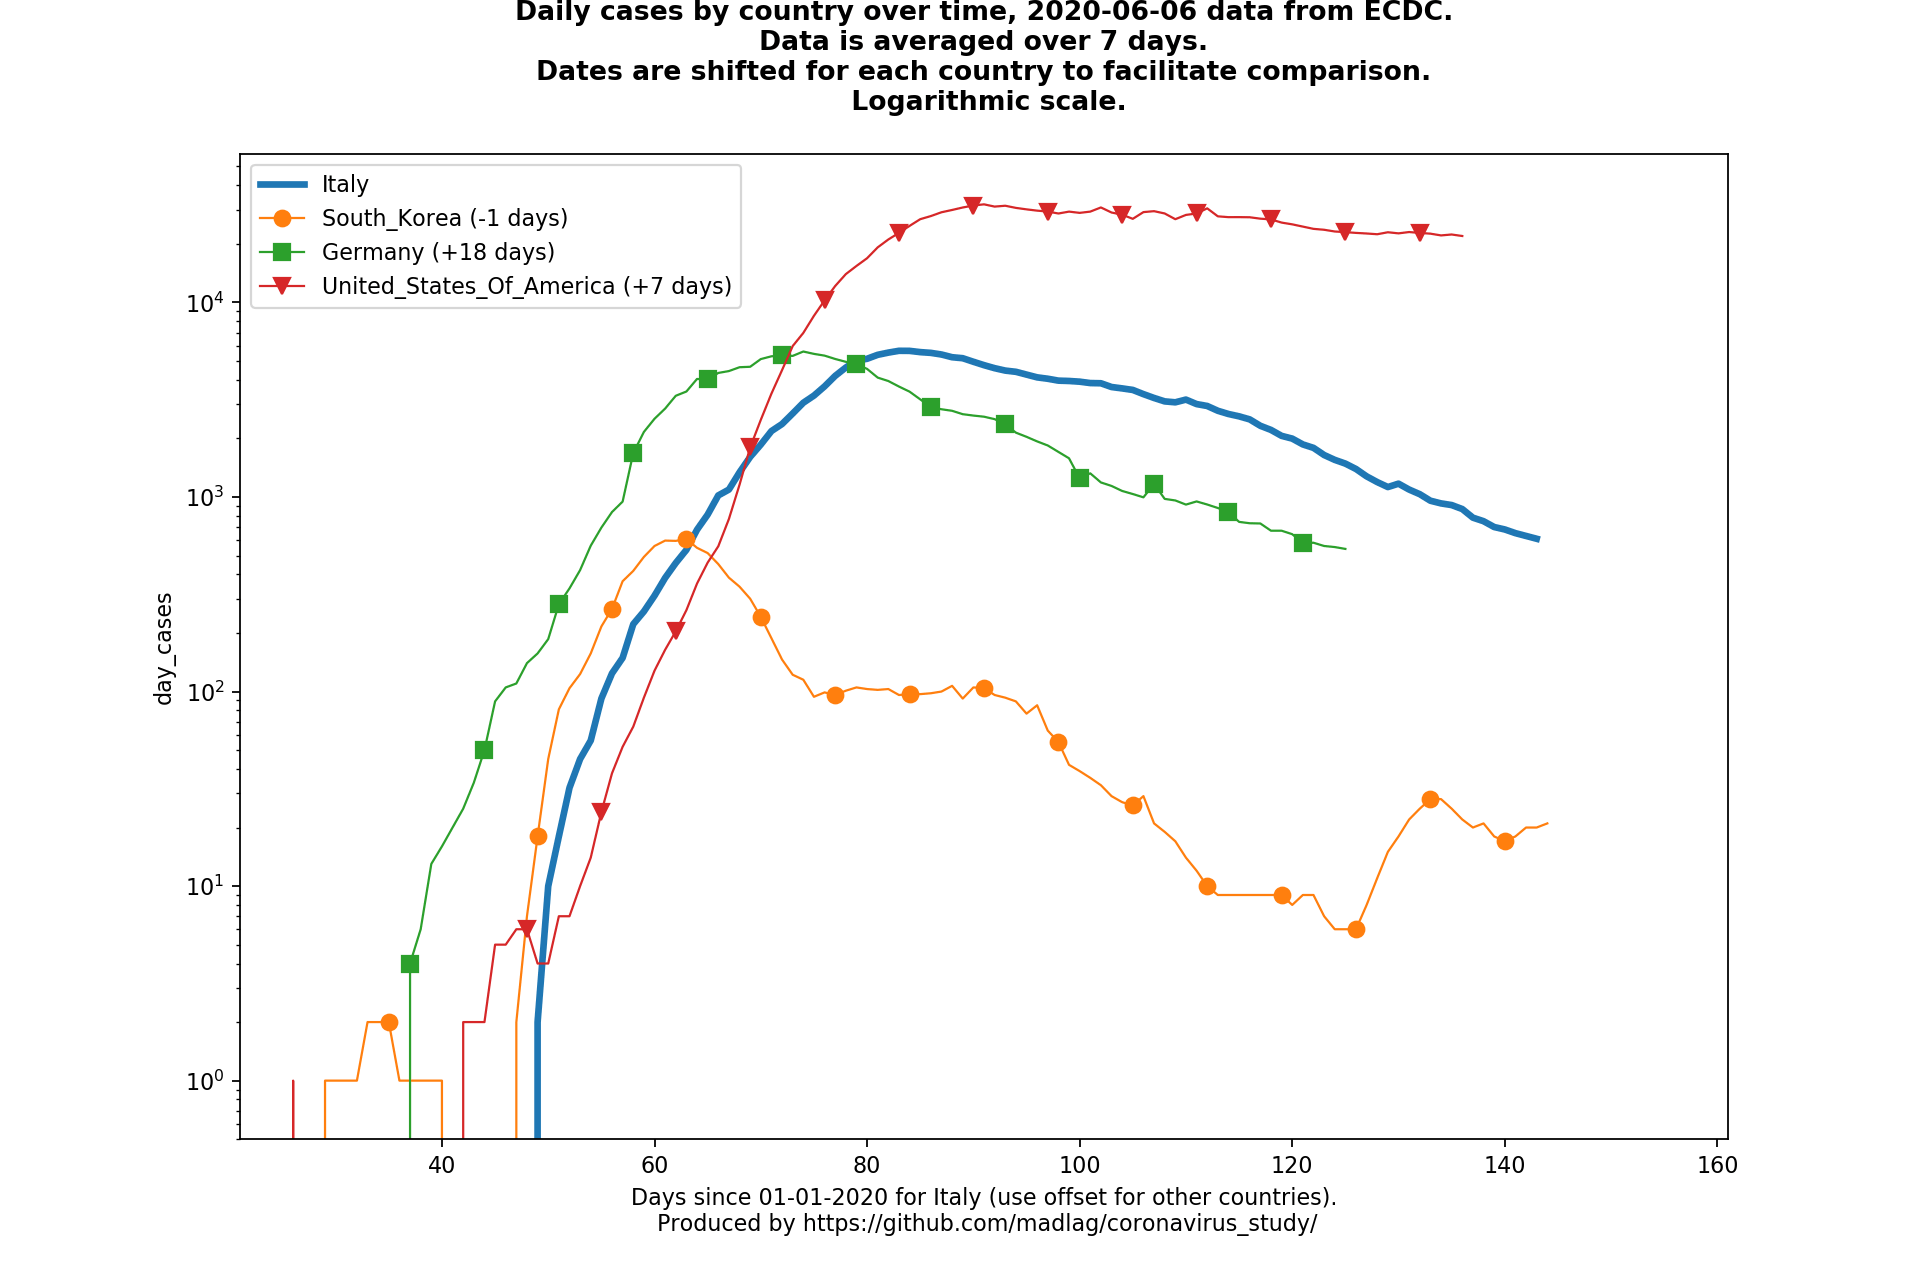 Daily cases by country over time, 2020-06-06 data from ECDC.
Data is averaged over 7 days.
Dates are shifted for each country to facilitate comparison.
Logarithmic scale.
Italy
South_Korea (-1 days)
Germany (+18 days)
United_States_Of_America (+7 days)
day_cases
10⁴
10³
10²
10¹
10⁰
40 60 80 100 120 140 160
Days since 01-01-2020 for Italy (use offset for other countries).
Produced by https://github.com/madlag/coronavirus_study/